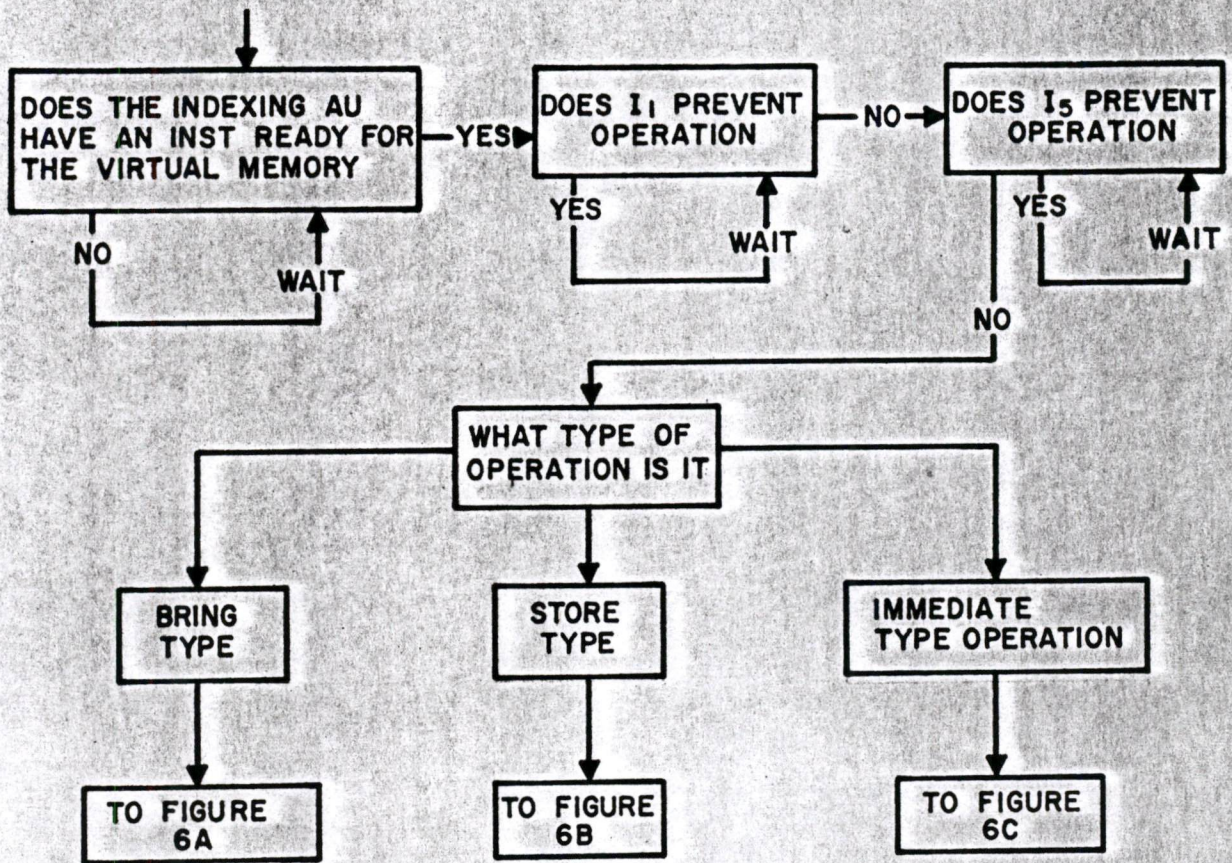 DOES THE INDEXING AU
HAVE AN INST READY FOR
THE VIRTUAL MEMORY
YES
NO
WAIT
DOES I₁ PREVENT
OPERATION
NO
YES
WAIT
DOES I₅ PREVENT
OPERATION
YES
WAIT
NO
WHAT TYPE OF
OPERATION IS IT
BRING
TYPE
STORE
TYPE
IMMEDIATE
TYPE OPERATION
TO FIGURE
6A
TO FIGURE
6B
TO FIGURE
6C